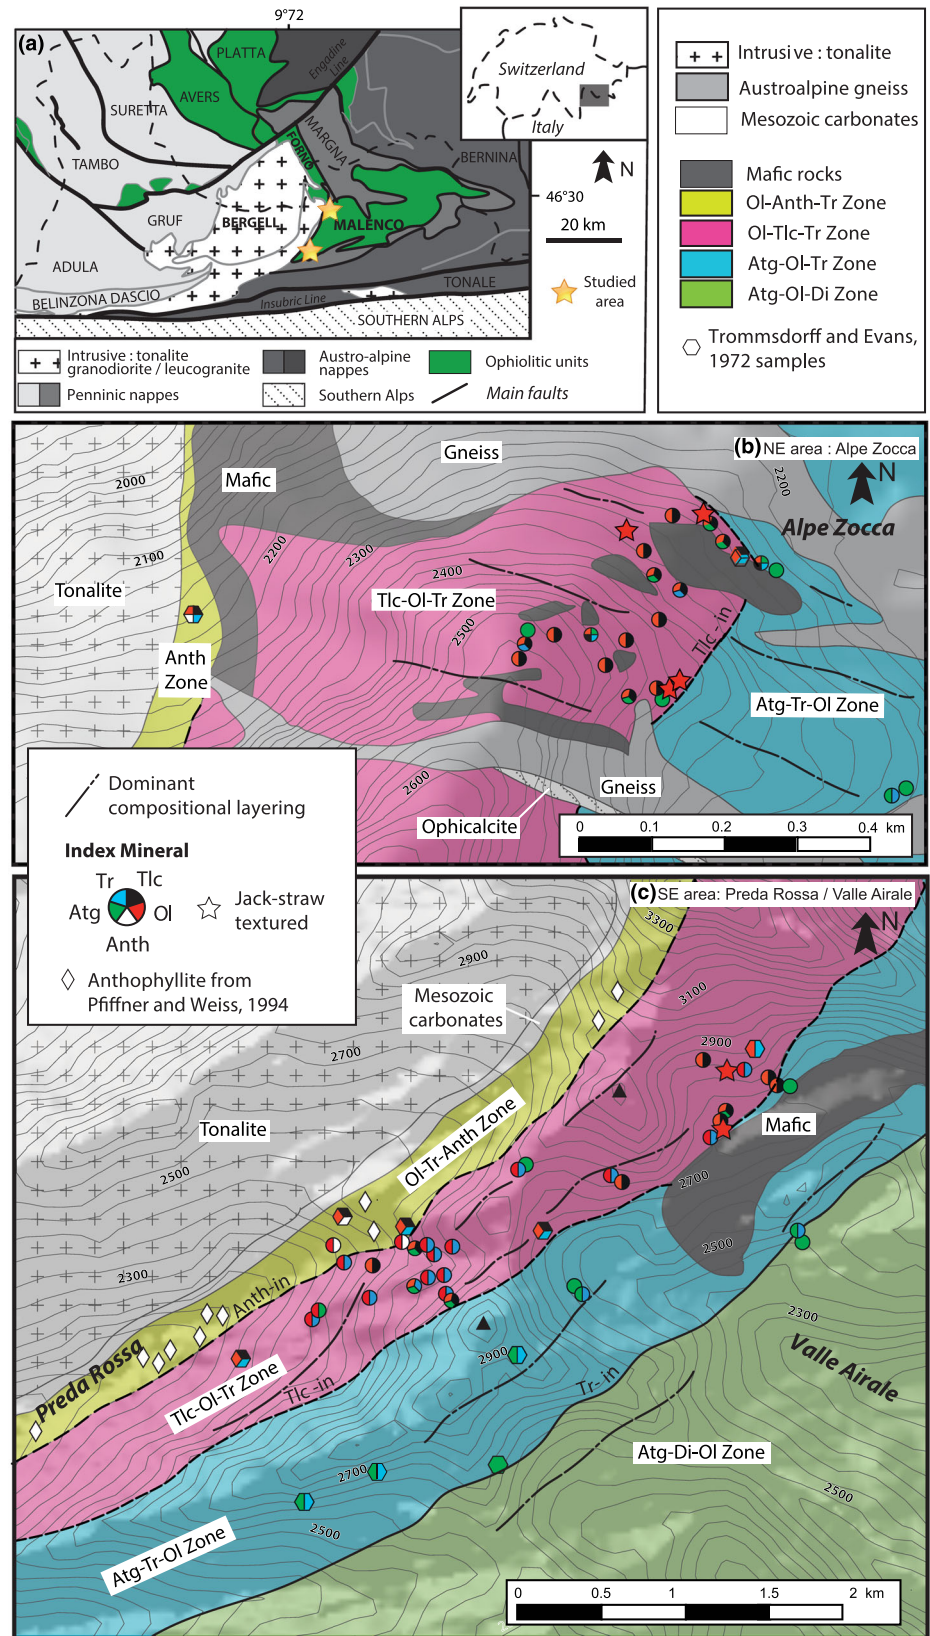 9°72
(a)
PLATTA
Engadine Line
Switzerland
Italy
AVERS
SURETTA
MARGNA
FORNO
BERNINA
TAMBO
N
46°30
20 km
GRUF
BERGELL
MALENCO
ADULA
Studied area
TONALE
BELINZONA DASCIO
Insubric Line
SOUTHERN ALPS
Intrusive : tonalite granodiorite / leucogranite
Austro-alpine nappes
Ophiolitic units
Penninic nappes
Southern Alps
Main faults
Intrusive : tonalite
Austroalpine gneiss
Mesozoic carbonates
Mafic rocks
Ol-Anth-Tr Zone
Ol-Tlc-Tr Zone
Atg-Ol-Tr Zone
Atg-Ol-Di Zone
Trommsdorff and Evans, 1972 samples
(b) NE area : Alpe Zocca
Gneiss
2000
Mafic
2200
N
Alpe Zocca
2100
2200
2300
2400
Tonalite
Tlc-Ol-Tr Zone
2500
Tlc-in
Anth Zone
Atg-Tr-Ol Zone
2600
Gneiss
Ophicalcite
0 0.1 0.2 0.3 0.4 km
Dominant compositional layering
Index Mineral
Tr Tlc
Atg Ol
Anth
Jack-straw textured
Anthophyllite from Pfiffner and Weiss, 1994
(c) SE area: Preda Rossa / Valle Airale
3300
N
2900
Mesozoic carbonates
3100
2700
2900
Tonalite
Mafic
Ol-Tr-Anth Zone
2500
2700
2500
2300
Anth-in
2300
Preda Rossa
Valle Airale
2900
Tlc-Ol-Tr Zone
Tlc-in
Tr-in
Atg-Di-Ol Zone
2700
2500
2500
Atg-Tr-Ol Zone
0 0.5 1 1.5 2 km